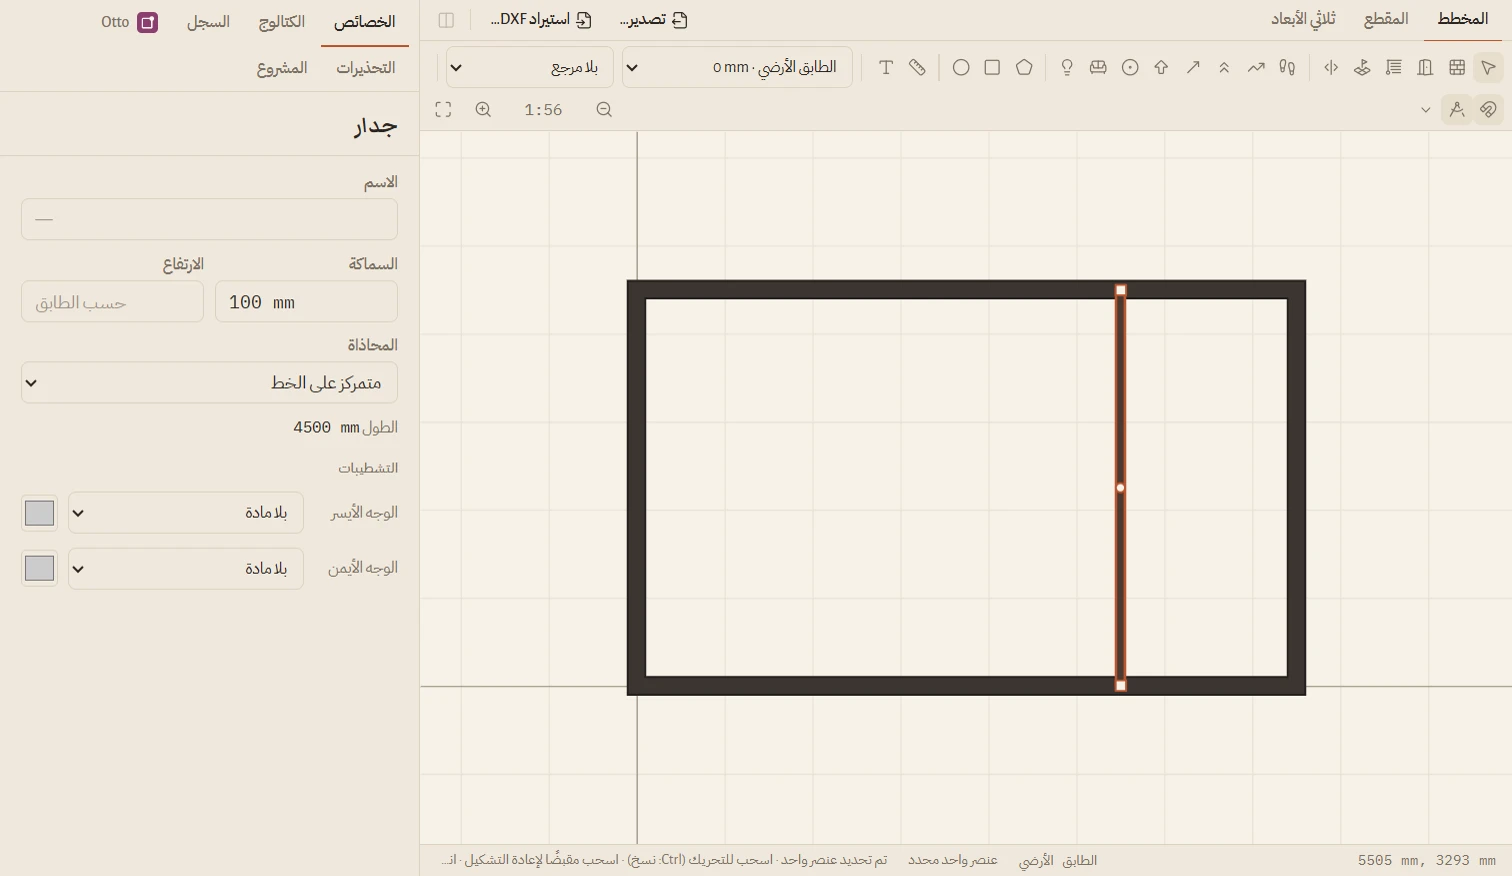 المخطط
المقطع
ثلاثي الأبعاد
تصدير...
استيراد DXF...
الخصائص
الكتالوج
السجل
Otto
التحذيرات
المشروع
الطابق الأرضي · 0 mm
بلا مرجع
1:56
جدار
الاسم
—
السماكة
الارتفاع
100 mm
حسب الطابق
المحاذاة
متمركز على الخط
الطول 4500 mm
التشطيبات
الوجه الأيسر
بلا مادة
الوجه الأيمن
بلا مادة
5505 mm, 3293 mm
الطابق الأرضي
عنصر واحد محدد
تم تحديد عنصر واحد · اسحب للتحريك (Ctrl: نسخ) · اسحب مقبضًا لإعادة التشكيل · انـ...